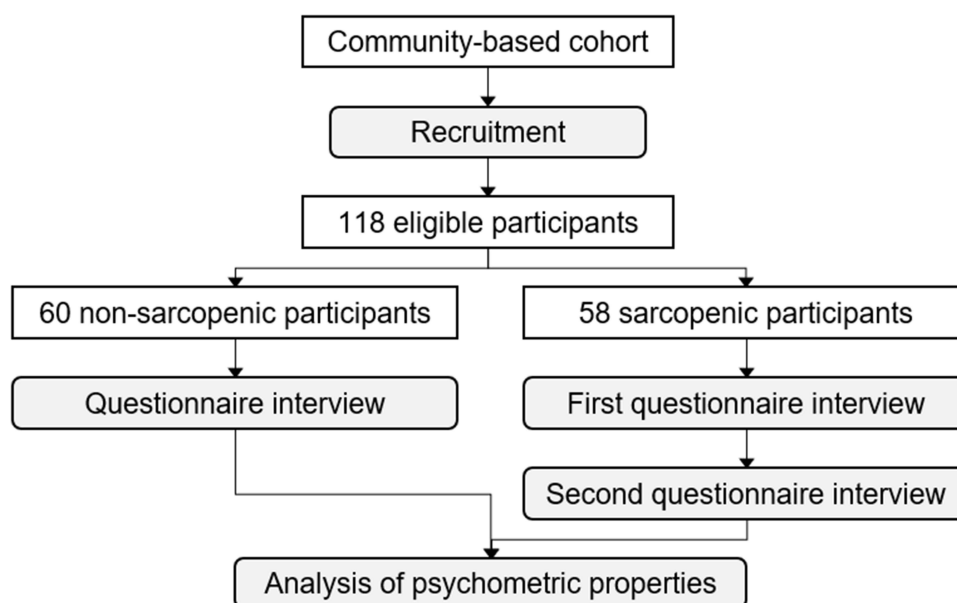 Community-based cohort
Recruitment
118 eligible participants
60 non-sarcopenic participants
58 sarcopenic participants
Questionnaire interview
First questionnaire interview
Second questionnaire interview
Analysis of psychometric properties